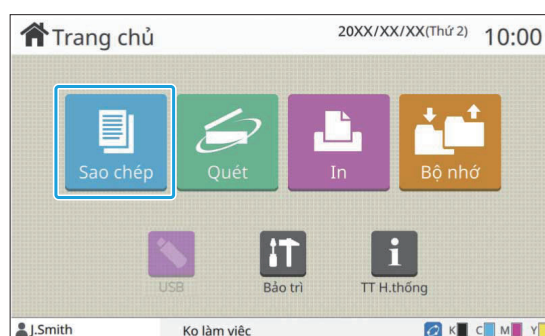 Trang chủ 20XX/XX/XX(Thứ 2) 10:00
Sao chép Quét In Bộ nhớ
USB Bảo trì TT H.thống
J.Smith Ko làm việc K C M Y